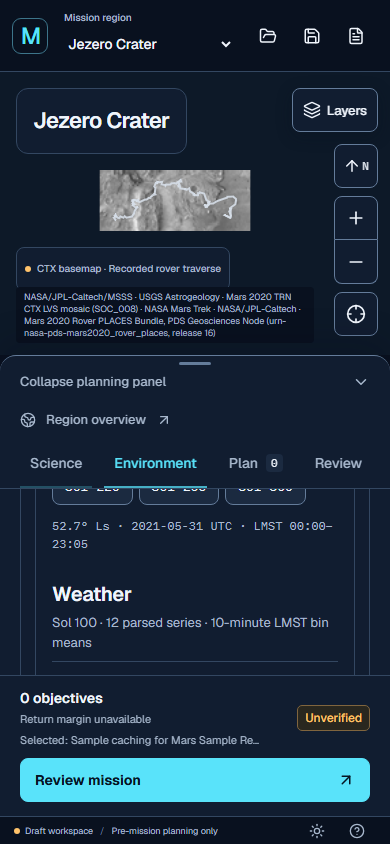 M
Mission region
Jezero Crater
Jezero Crater
Layers
N
CTX basemap · Recorded rover traverse
NASA/JPL-Caltech/MSSS · USGS Astrogeology · Mars 2020 TRN
CTX LVS mosaic (SOC_008) · NASA Mars Trek · NASA/JPL-Caltech ·
Mars 2020 Rover PLACES Bundle, PDS Geosciences Node (urn-
nasa-pds-mars2020_rover_places, release 16)
Collapse planning panel
Region overview
Science Environment Plan 0 Review
52.7° Ls · 2021-05-31 UTC · LMST 00:00–
23:05
Weather
Sol 100 · 12 parsed series · 10-minute LMST bin
means
0 objectives
Return margin unavailable
Unverified
Selected: Sample caching for Mars Sample Re…
Review mission
Draft workspace / Pre-mission planning only